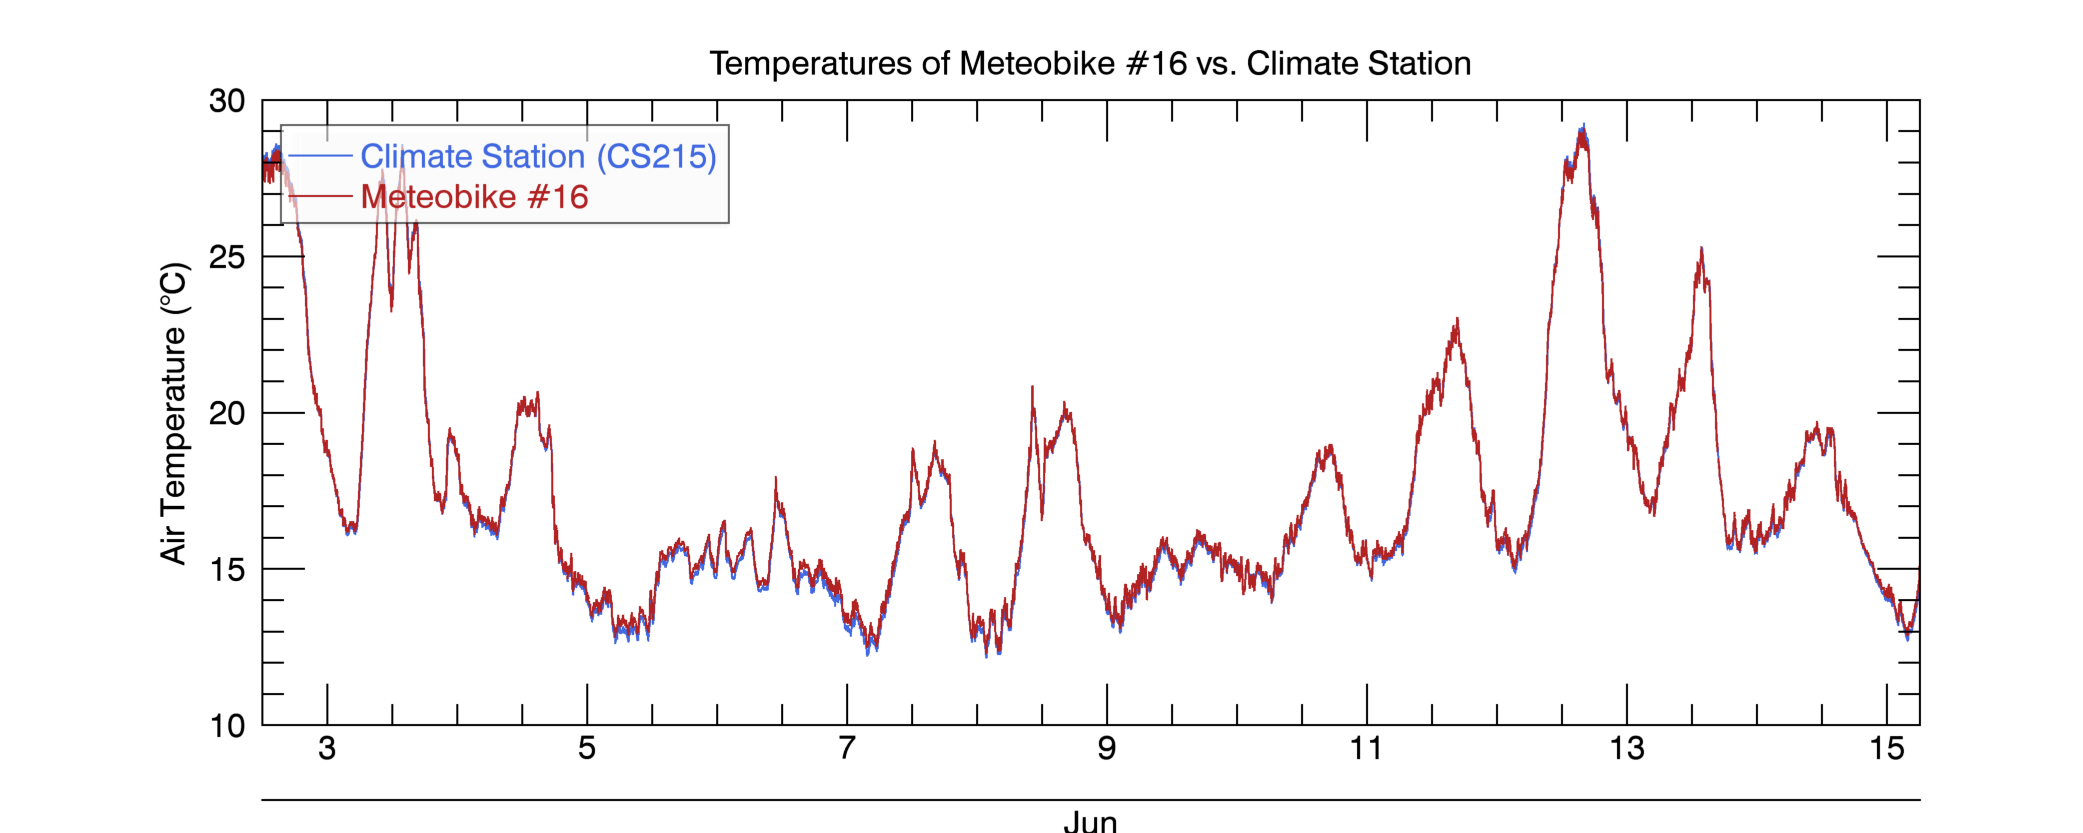 Temperatures of Meteobike #16 vs. Climate Station
30
Climate Station (CS215)
Meteobike #16
25
Air Temperature (°C)
20
15
10
3 5 7 9 11 13 15
Jun